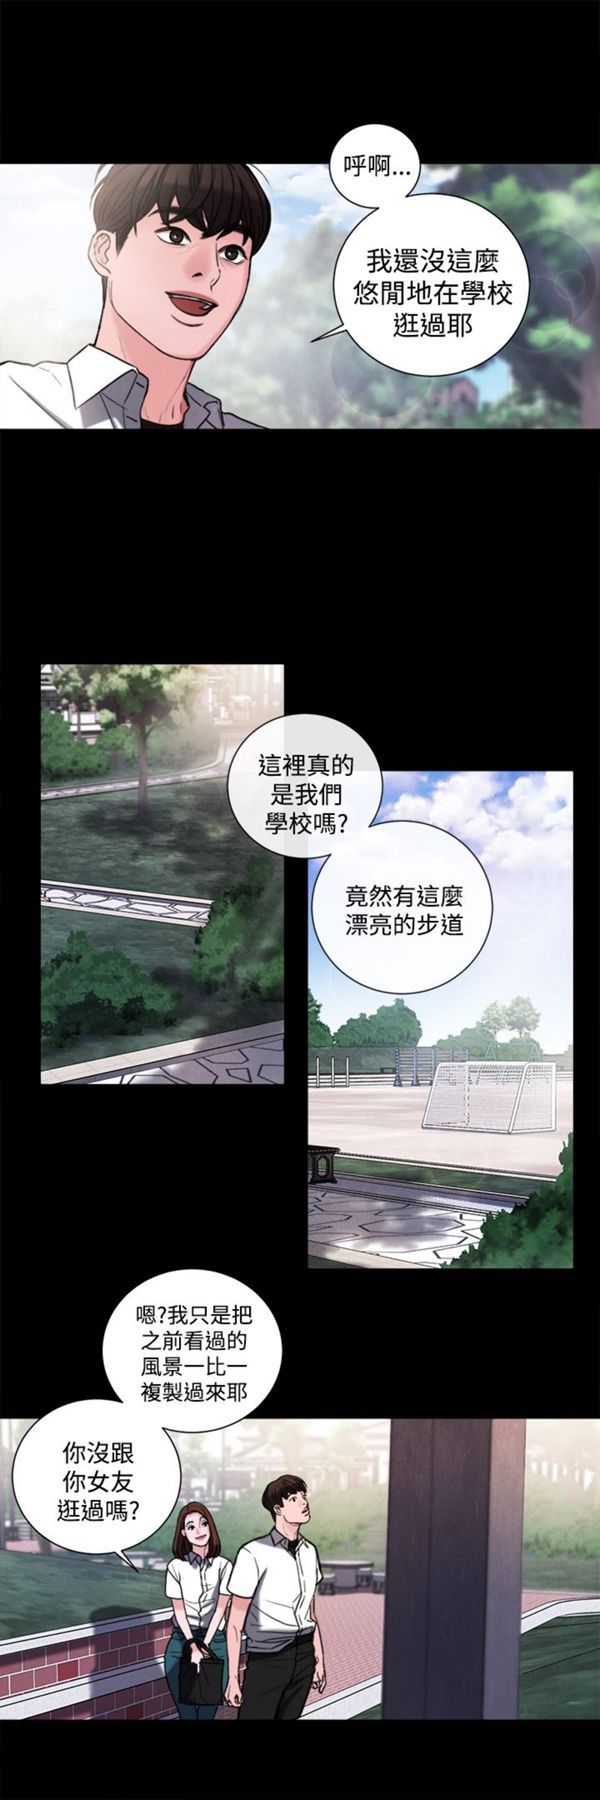 呼啊...
我還沒這麼
悠閒地在學校
逛過耶
這裡真的
是我們
學校嗎?
竟然有這麼
漂亮的步道
嗯?我只是把
之前看過的
風景一比一
複製過來耶
你沒跟
你女友
逛過嗎?